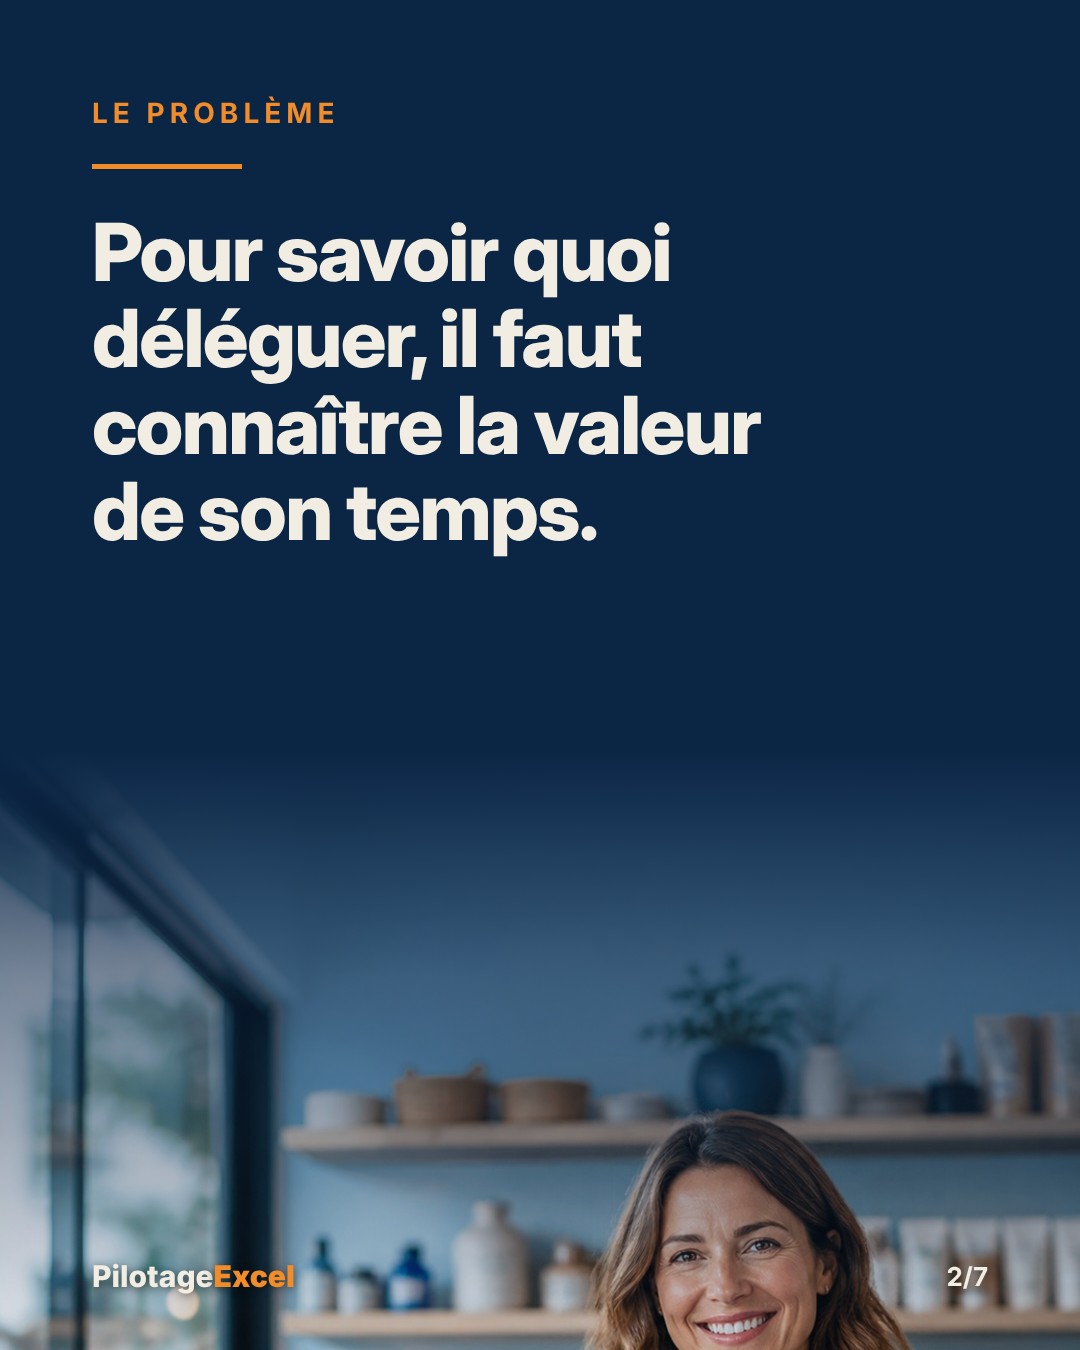 LE PROBLÈME
Pour savoir quoi
déléguer, il faut
connaître la valeur
de son temps.
PilotageExcel
2/7